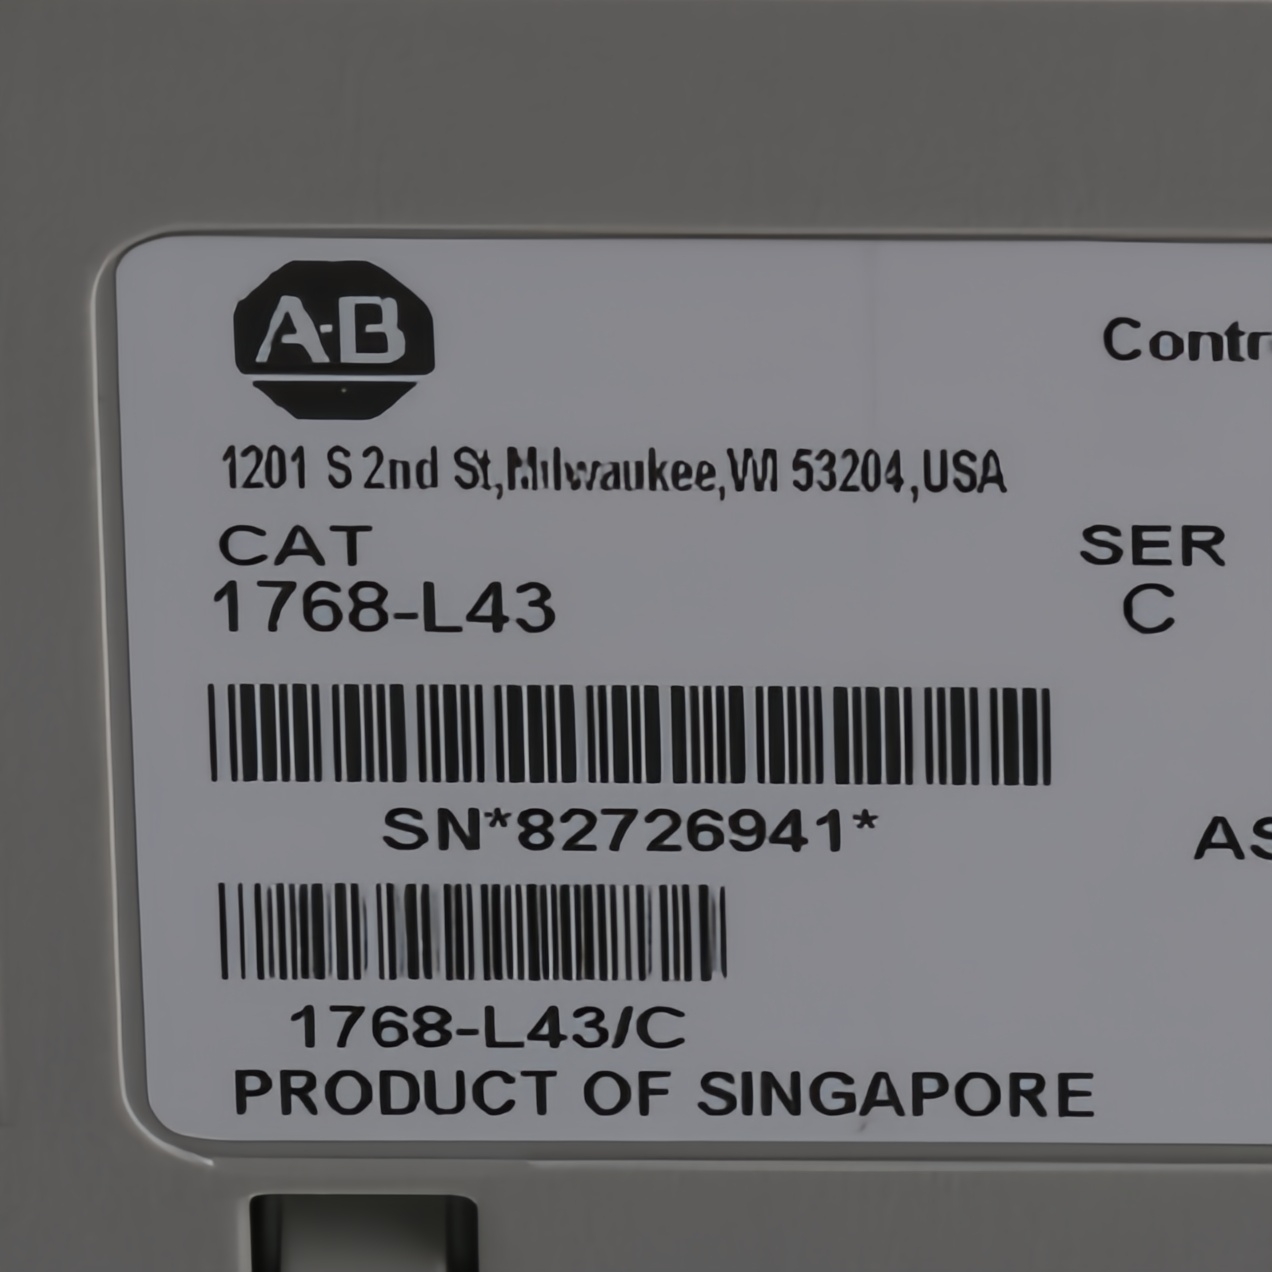 A-B
Contr
1201 S 2nd St,Milwaukee,WI 53204,USA
CAT SER
1768-L43 C
SN*82726941* AS
1768-L43/C
PRODUCT OF SINGAPORE